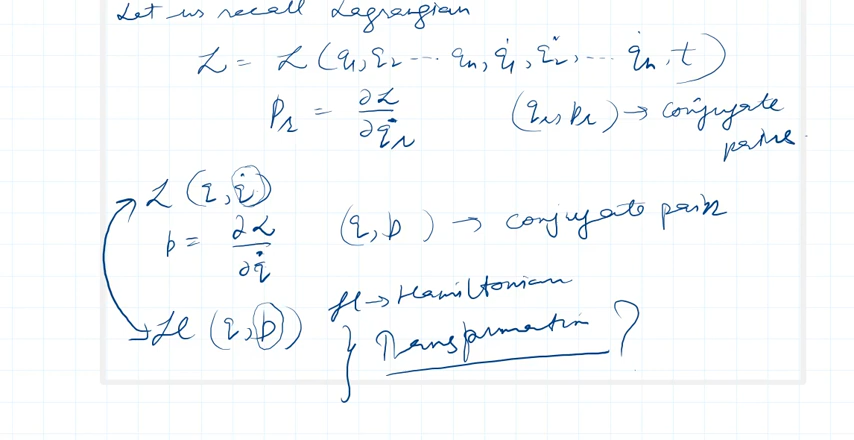 Let us recall Lagrangian
ℒ = ℒ (q₁, q₂ ... qₙ, q̇₁, q̇₂, ... q̇ₙ, t)
pᵣ = ∂ℒ/∂q̇ᵣ (qᵣ, pᵣ) → conjugate pairs
ℒ (q, q̇)
p = ∂ℒ/∂q̇ (q, p) → conjugate pair
ℋ → Hamiltonian
ℋ (q, p) } Transformation ?